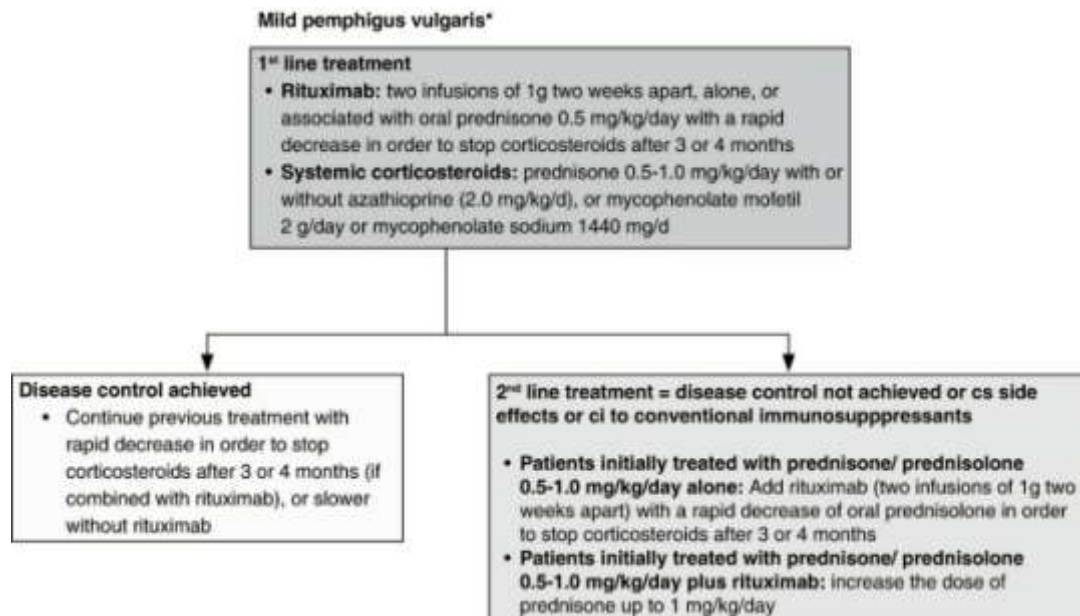 Mild pemphigus vulgaris*
1st line treatment
• Rituximab: two infusions of 1g two weeks apart, alone, or
associated with oral prednisone 0.5 mg/kg/day with a rapid
decrease in order to stop corticosteroids after 3 or 4 months
• Systemic corticosteroids: prednisone 0.5-1.0 mg/kg/day with or
without azathioprine (2.0 mg/kg/d), or mycophenolate mofetil
2 g/day or mycophenolate sodium 1440 mg/d
Disease control achieved
• Continue previous treatment with
rapid decrease in order to stop
corticosteroids after 3 or 4 months (if
combined with rituximab), or slower
without rituximab
2nd line treatment = disease control not achieved or cs side
effects or ci to conventional immunosupppressants
• Patients initially treated with prednisone/ prednisolone
0.5-1.0 mg/kg/day alone: Add rituximab (two infusions of 1g two
weeks apart) with a rapid decrease of oral prednisolone in order
to stop corticosteroids after 3 or 4 months
• Patients initially treated with prednisone/ prednisolone
0.5-1.0 mg/kg/day plus rituximab: increase the dose of
prednisone up to 1 mg/kg/day